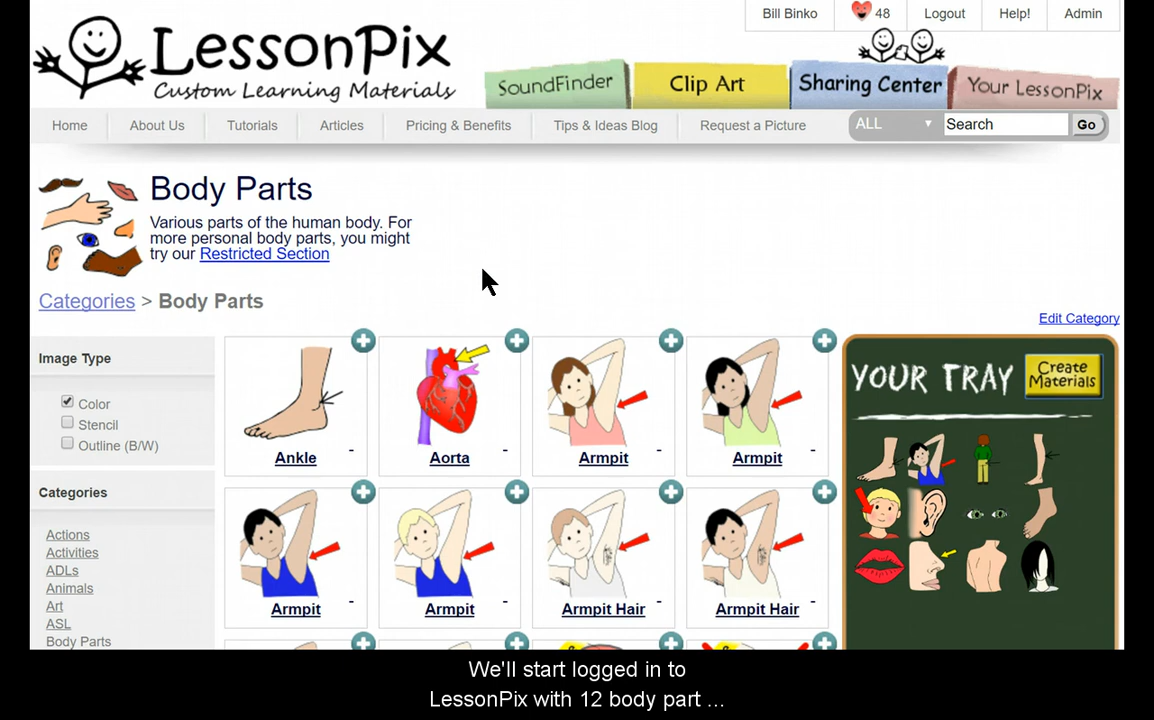 Bill Binko
48
Logout
Help!
Admin
LessonPix
Custom Learning Materials
SoundFinder
Clip Art
Sharing Center
Your LessonPix
Home
About Us
Tutorials
Articles
Pricing & Benefits
Tips & Ideas Blog
Request a Picture
ALL
Search
Go
Body Parts
Various parts of the human body. For
more personal body parts, you might
try our Restricted Section
Categories > Body Parts
Edit Category
Image Type
Color
Stencil
Outline (B/W)
Categories
Actions
Activities
ADLs
Animals
Art
ASL
Body Parts
Ankle
-
Aorta
-
Armpit
-
Armpit
-
Armpit
-
Armpit
-
Armpit Hair
-
Armpit Hair
-
YOUR TRAY
Create
Materials
We'll start logged in to
LessonPix with 12 body part ...